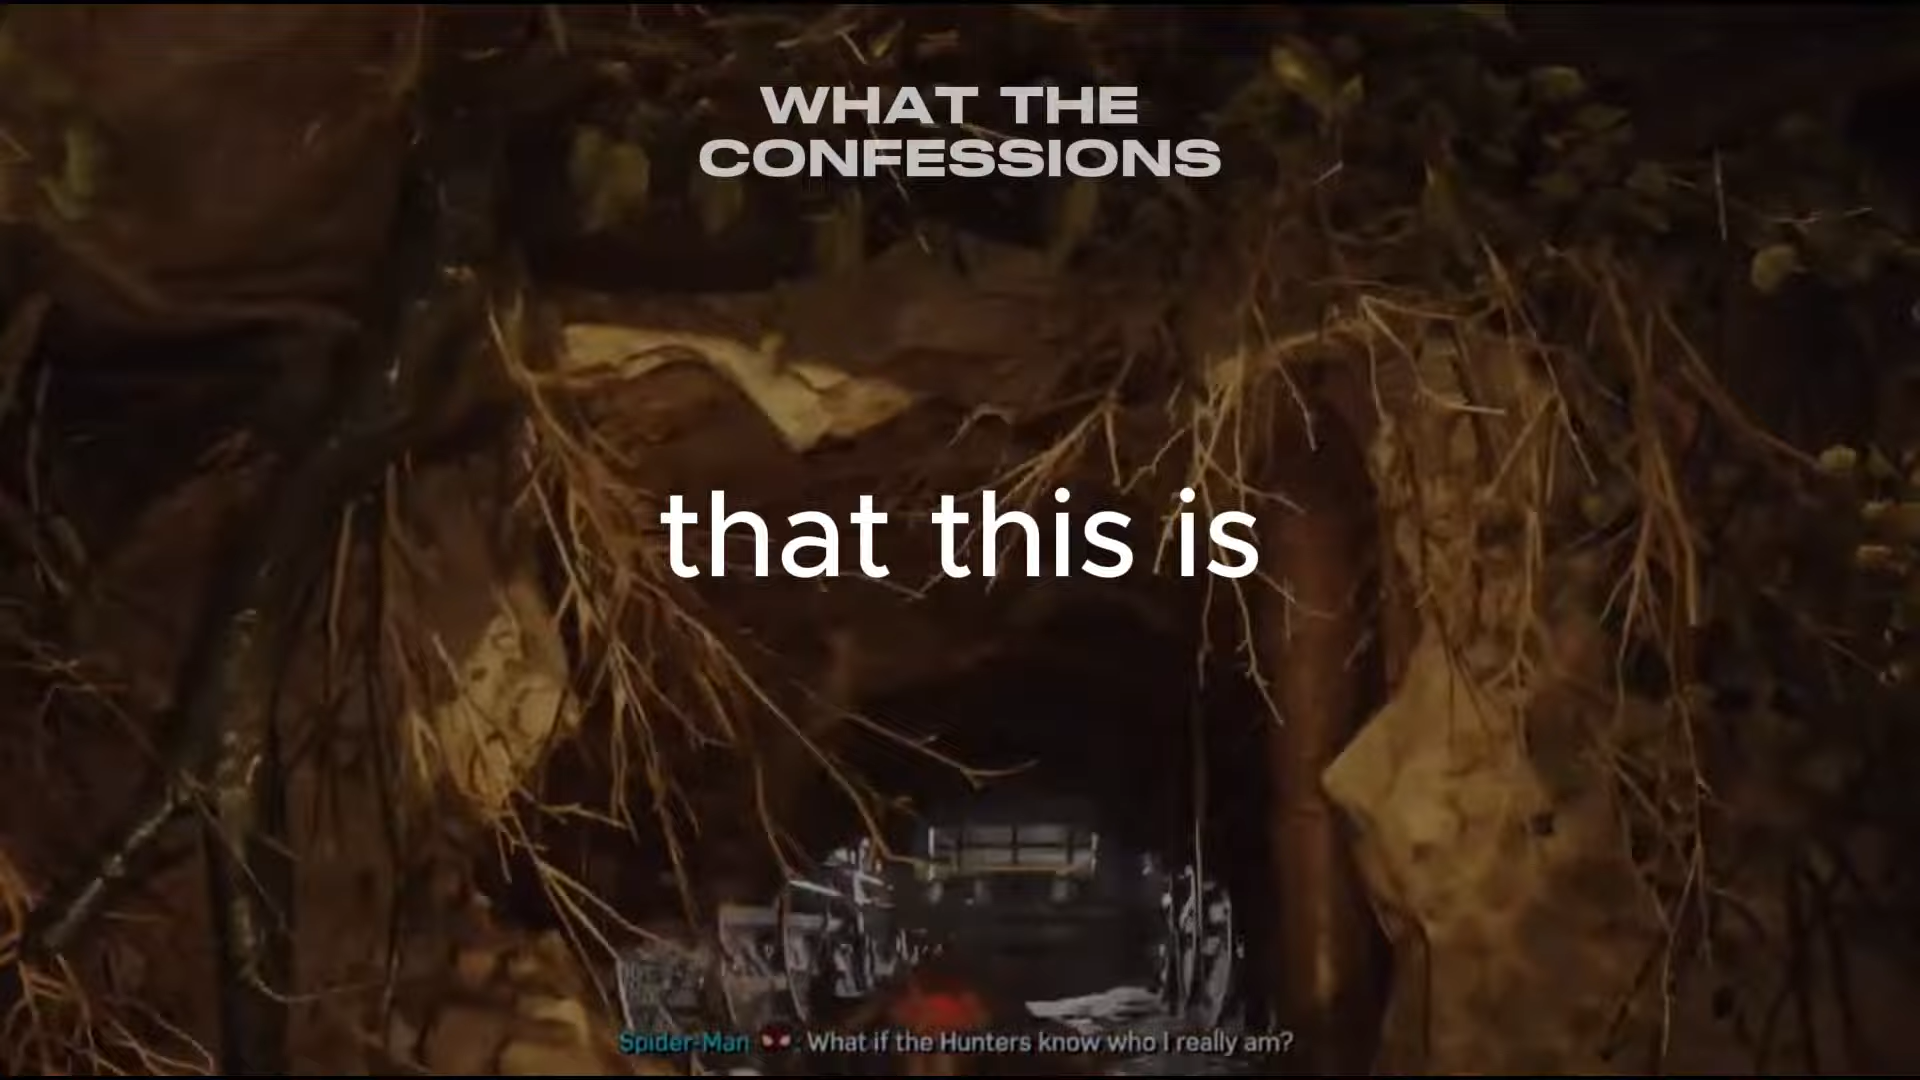 WHAT THE
CONFESSIONS
that this is
Spider-Man : What if the Hunters know who I really am?